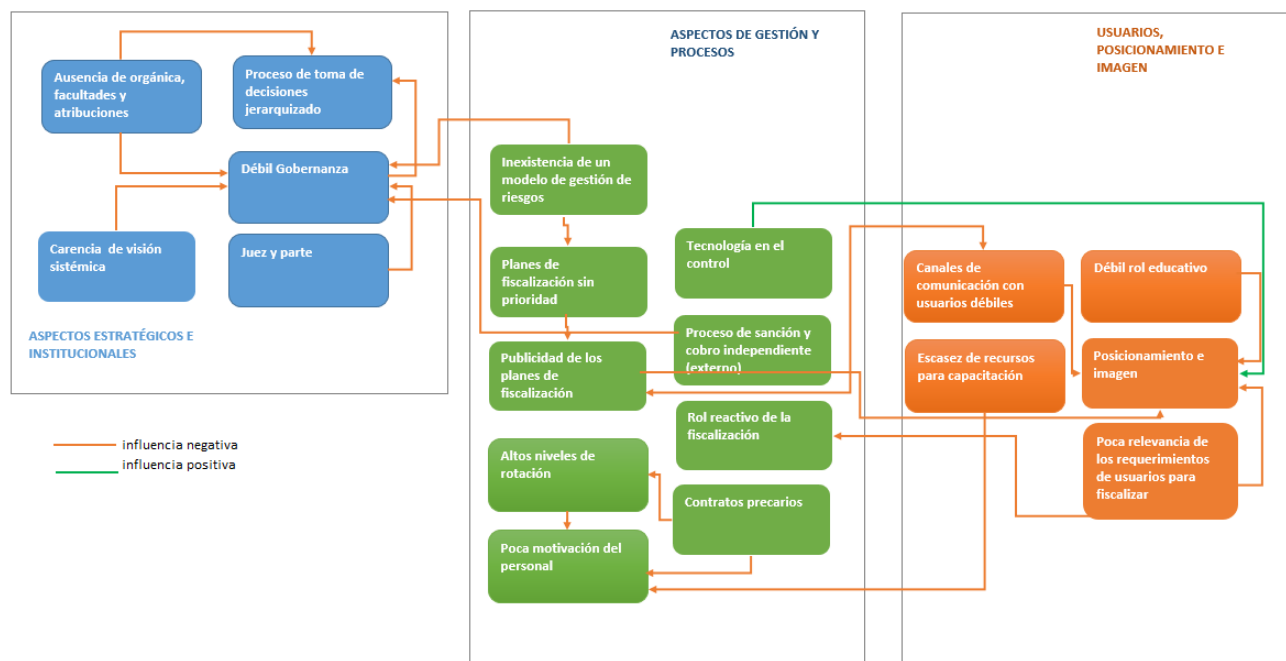 Ausencia de orgánica,
facultades y
atribuciones
Proceso de toma de
decisiones
jerarquizado
Débil Gobernanza
Carencia de visión
sistémica
Juez y parte
ASPECTOS ESTRATÉGICOS E
INSTITUCIONALES
influencia negativa
influencia positiva
ASPECTOS DE GESTIÓN Y
PROCESOS
Inexistencia de un
modelo de gestión de
riesgos
Tecnología en el
control
Planes de
fiscalización sin
prioridad
Proceso de sanción y
cobro independiente
(externo)
Publicidad de los
planes de
fiscalización
Rol reactivo de la
fiscalización
Altos niveles de
rotación
Contratos precarios
Poca motivación del
personal
USUARIOS,
POSICIONAMIENTO E
IMAGEN
Canales de
comunicación con
usuarios débiles
Débil rol educativo
Escasez de recursos
para capacitación
Posicionamiento e
imagen
Poca relevancia de
los requerimientos
de usuarios para
fiscalizar